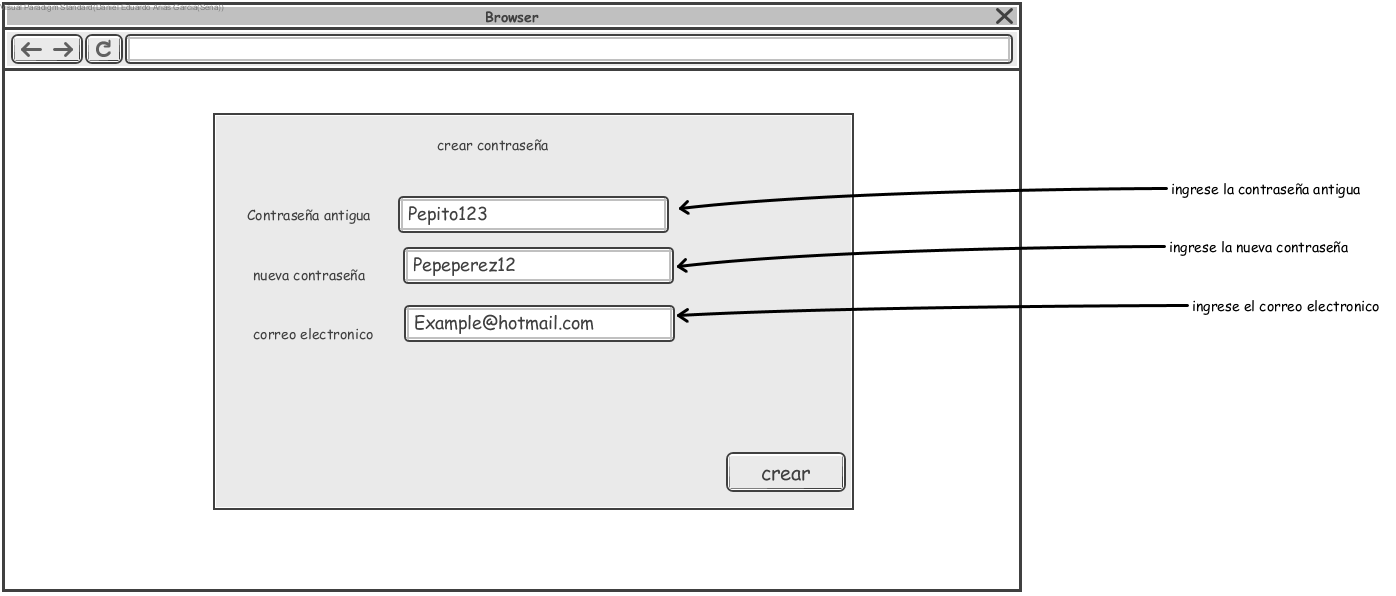 Visual Paradigm Standard(Daniel Eduardo Arias Garcia(Sena))
Browser
crear contraseña
Contraseña antigua
Pepito123
ingrese la contraseña antigua
nueva contraseña
Pepeperez12
ingrese la nueva contraseña
correo electronico
Example@hotmail.com
ingrese el correo electronico
crear